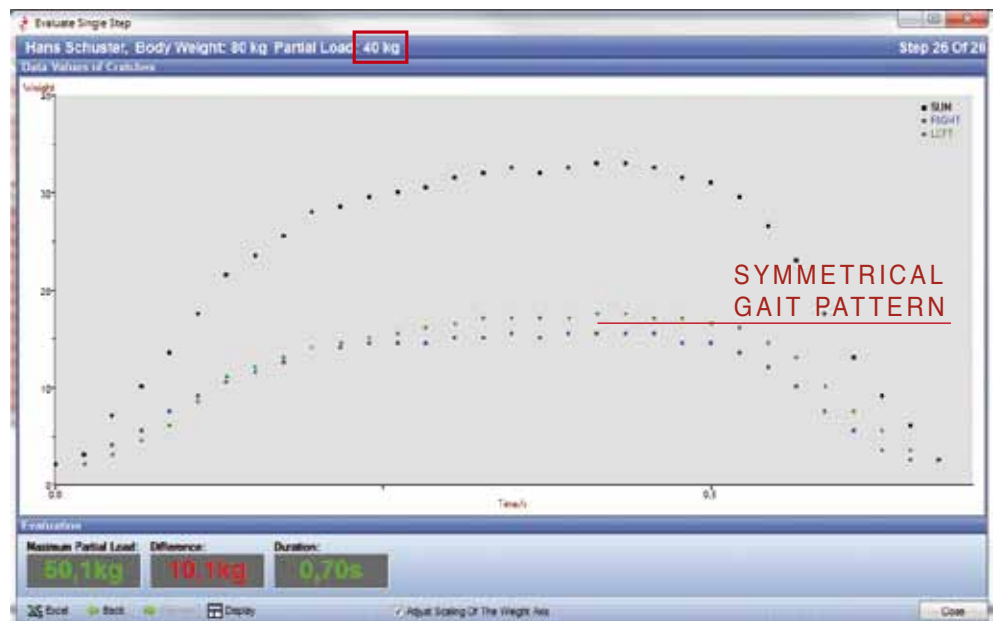 Evaluate Single Step
Hans Schuster, Body Weight: 80 kg Partial Load: 40 kg
Step 26 Of 26
Data Values of Crutches
Weight
40
SUM
RIGHT
LEFT
30
SYMMETRICAL
GAIT PATTERN
20
10
0
0.0
Time/s
Evaluation
Maximum Partial Load: Difference: Duration:
50,1kg 10,1kg 0,70s
Excel Back Display Adjust Scaling Of The Weight Axis Close